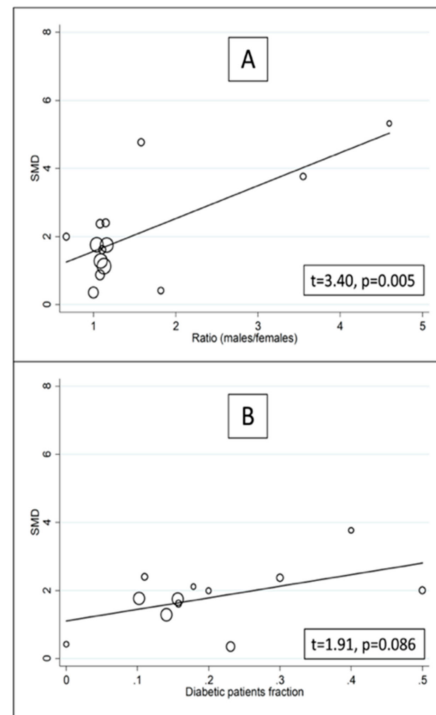 A
8
6
4
2
0
SMD
1
2
3
4
5
Ratio (males/females)
t=3.40, p=0.005
B
8
6
4
2
0
SMD
0
.1
.2
.3
.4
.5
Diabetic patients fraction
t=1.91, p=0.086